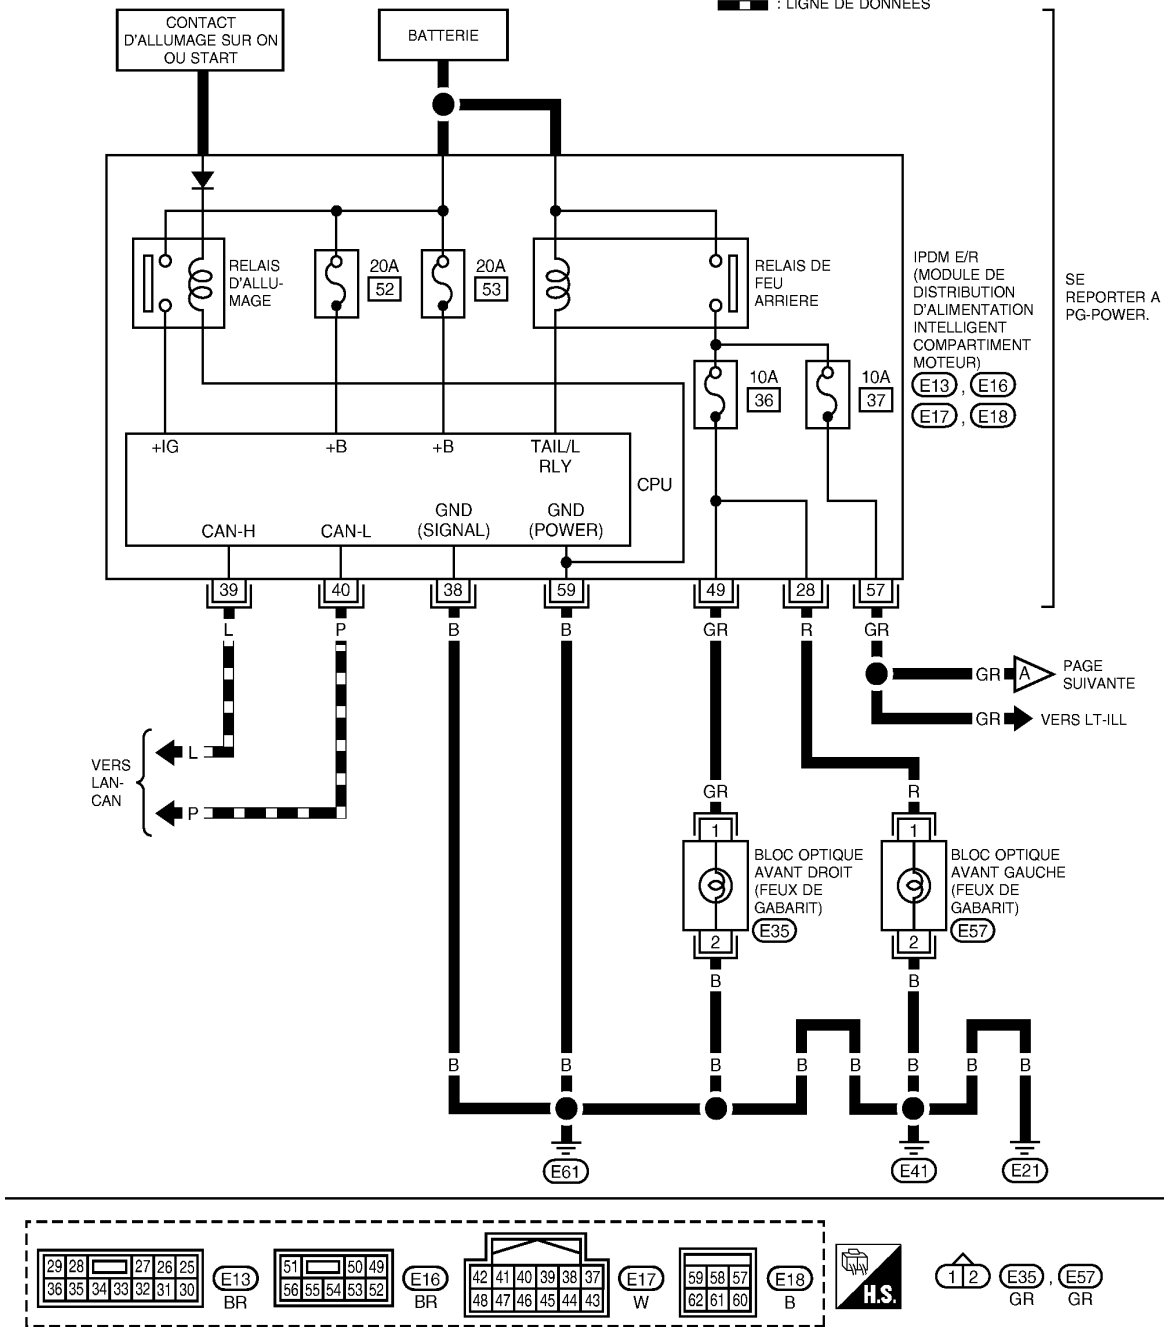 : LIGNE DE DONNEES
CONTACT
D'ALLUMAGE SUR ON
OU START
BATTERIE
RELAIS
D'ALLU-
MAGE
20A
52
20A
53
RELAIS DE
FEU
ARRIERE
IPDM E/R
(MODULE DE
DISTRIBUTION
D'ALIMENTATION
INTELLIGENT
COMPARTIMENT
MOTEUR)
E13 , E16
E17 , E18
SE
REPORTER A
PG-POWER.
10A
36
10A
37
+IG
+B
+B
TAIL/L
RLY
CPU
CAN-H
CAN-L
GND
(SIGNAL)
GND
(POWER)
39 40 38 59 49 28 57
L P B B GR R GR
GR A PAGE
SUIVANTE
GR VERS LT-ILL
VERS
LAN-
CAN
L
P
GR R
1 1
BLOC OPTIQUE
AVANT DROIT
(FEUX DE
GABARIT)
E35
BLOC OPTIQUE
AVANT GAUCHE
(FEUX DE
GABARIT)
E57
2 2
B B
B B B B B B B B
E61 E41 E21
29 28 27 26 25
36 35 34 33 32 31 30
E13
BR
51 50 49
56 55 54 53 52
E16
BR
42 41 40 39 38 37
48 47 46 45 44 43
E17
W
59 58 57
62 61 60
E18
B
H.S.
1 2
E35 , E57
GR GR